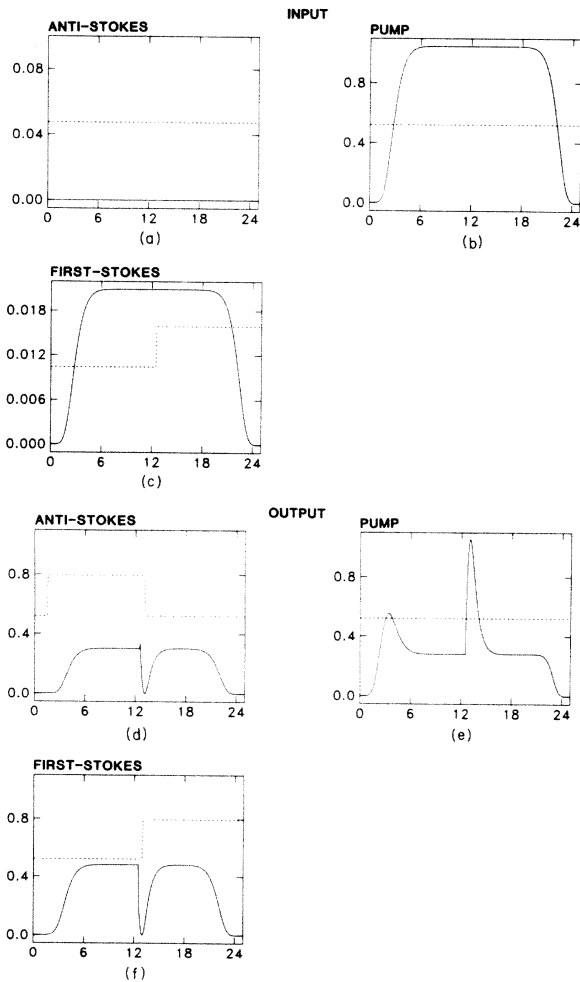 INPUT
ANTI-STOKES
0.08
0.04
0.00
0 6 12 18 24
(a)
PUMP
0.8
0.4
0.0
0 6 12 18 24
(b)
FIRST-STOKES
0.018
0.012
0.006
0.000
0 6 12 18 24
(c)
OUTPUT
ANTI-STOKES
0.8
0.4
0.0
0 6 12 18 24
(d)
PUMP
0.8
0.4
0.0
0 6 12 18 24
(e)
FIRST-STOKES
0.8
0.4
0.0
0 6 12 18 24
(f)